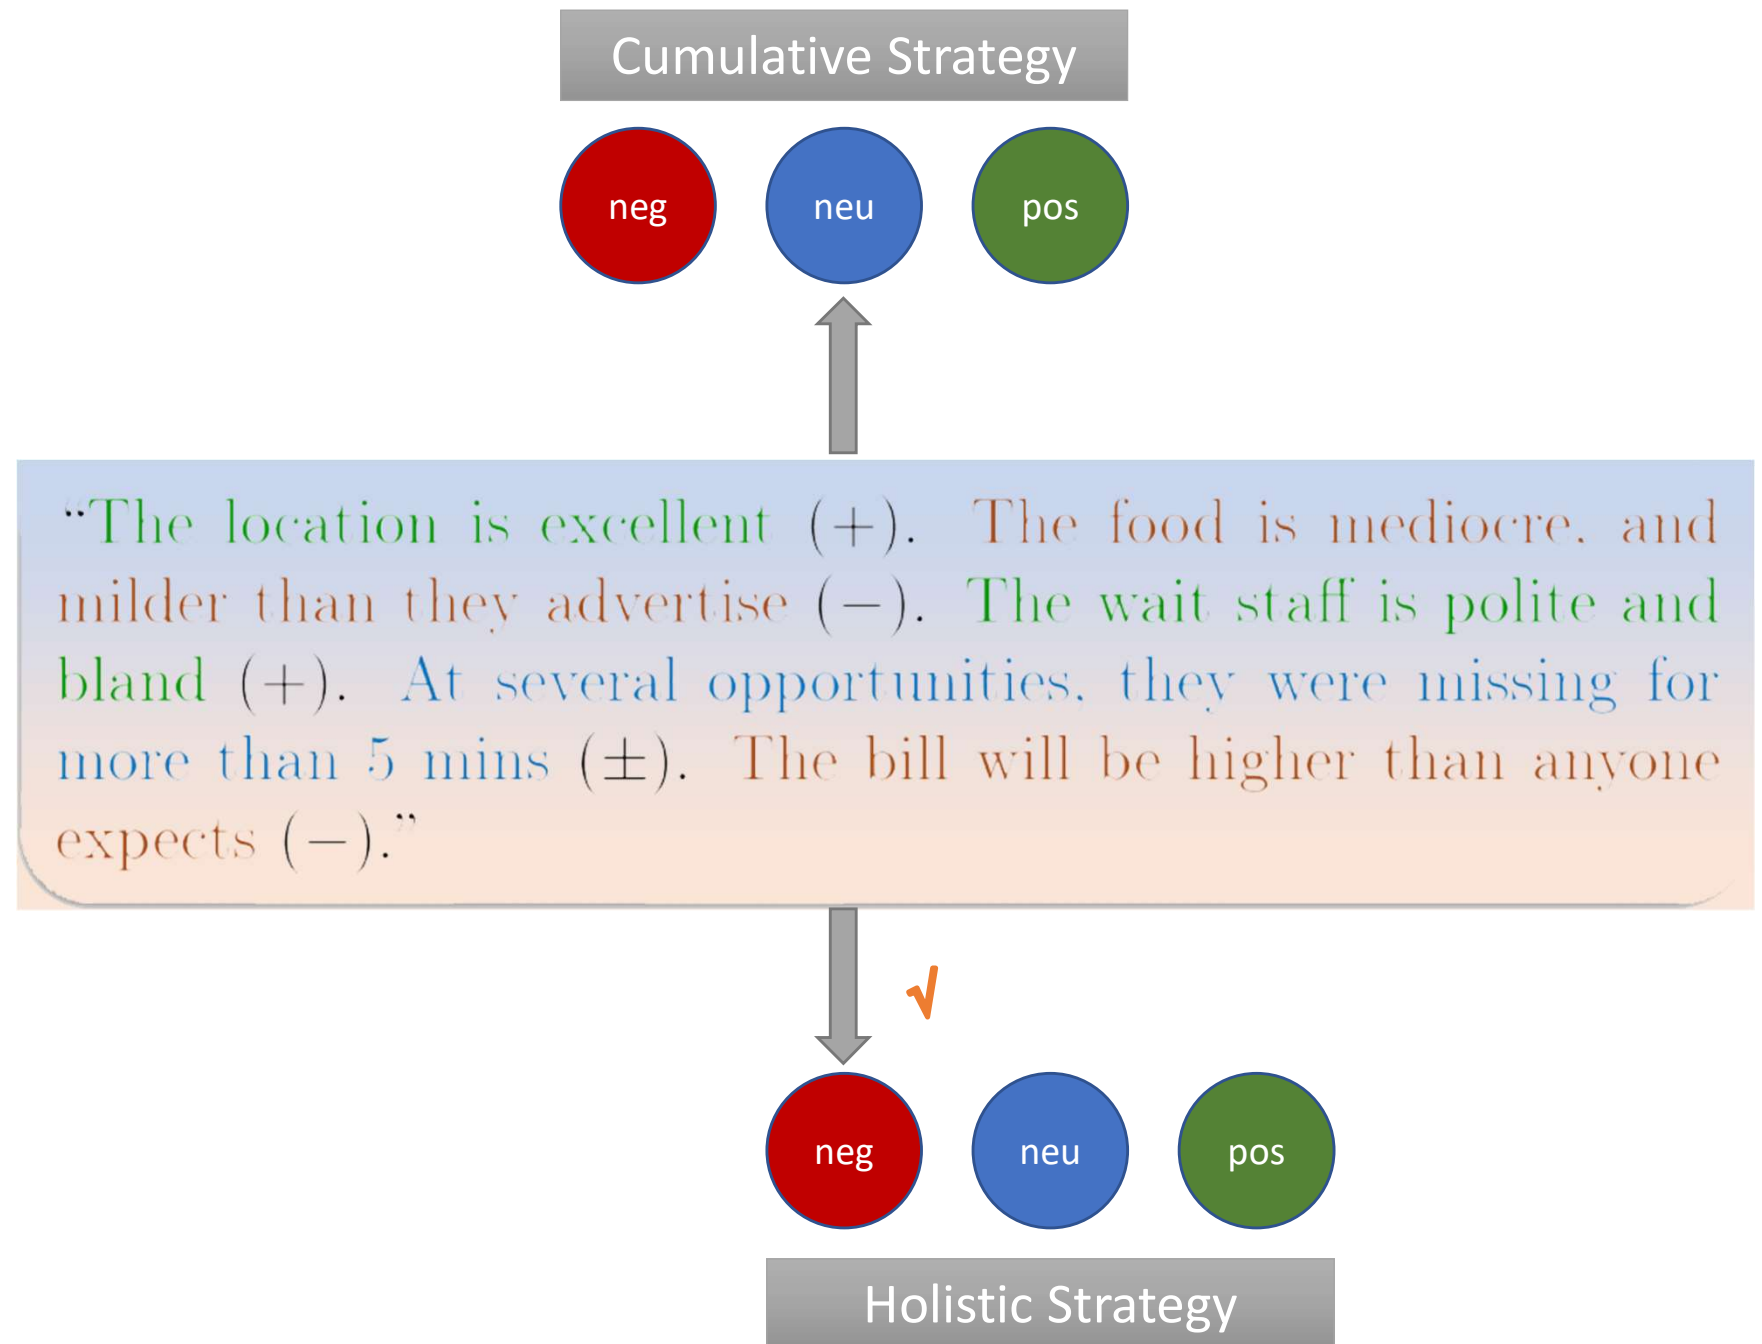 Cumulative Strategy
neg neu pos
“The location is excellent (+). The food is mediocre, and
milder than they advertise (−). The wait staff is polite and
bland (+). At several opportunities, they were missing for
more than 5 mins (±). The bill will be higher than anyone
expects (−).”
neg neu pos
Holistic Strategy